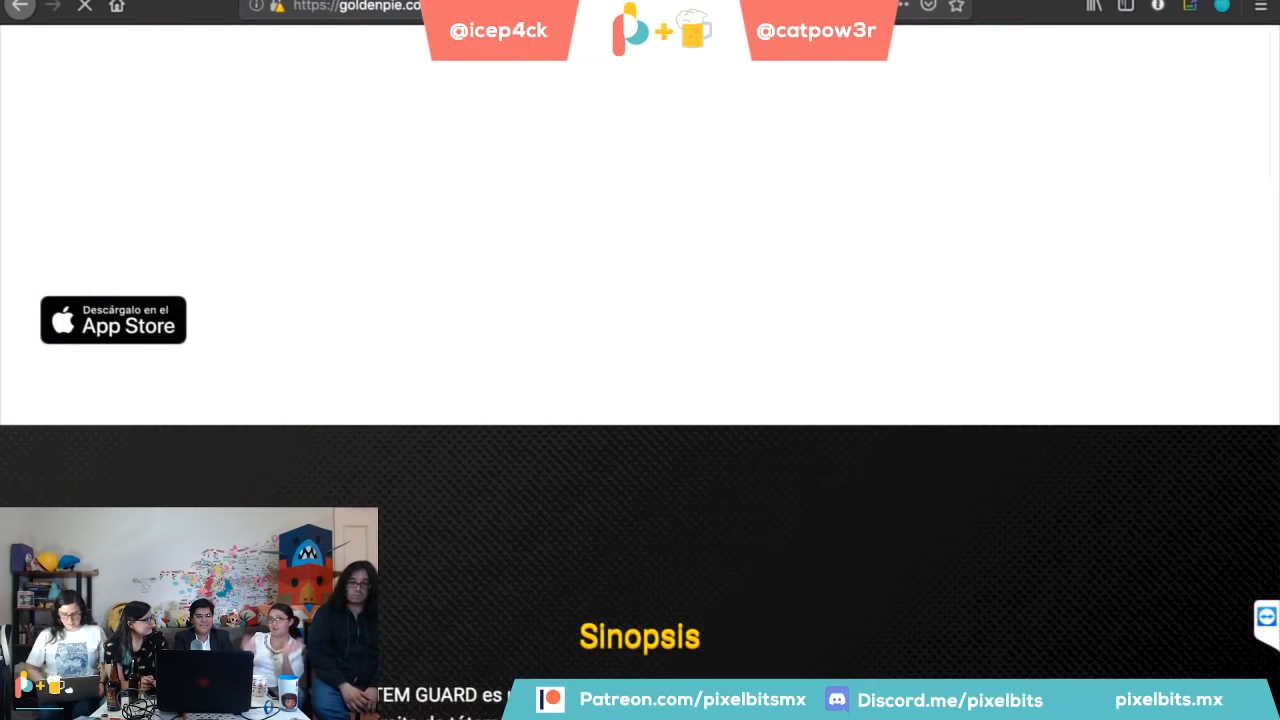 https://goldenpie.co
@icep4ck
@catpow3r
Descárgalo en el
App Store
Sinopsis
TEM GUARD es
Patreon.com/pixelbitsmx
Discord.me/pixelbits
pixelbits.mx